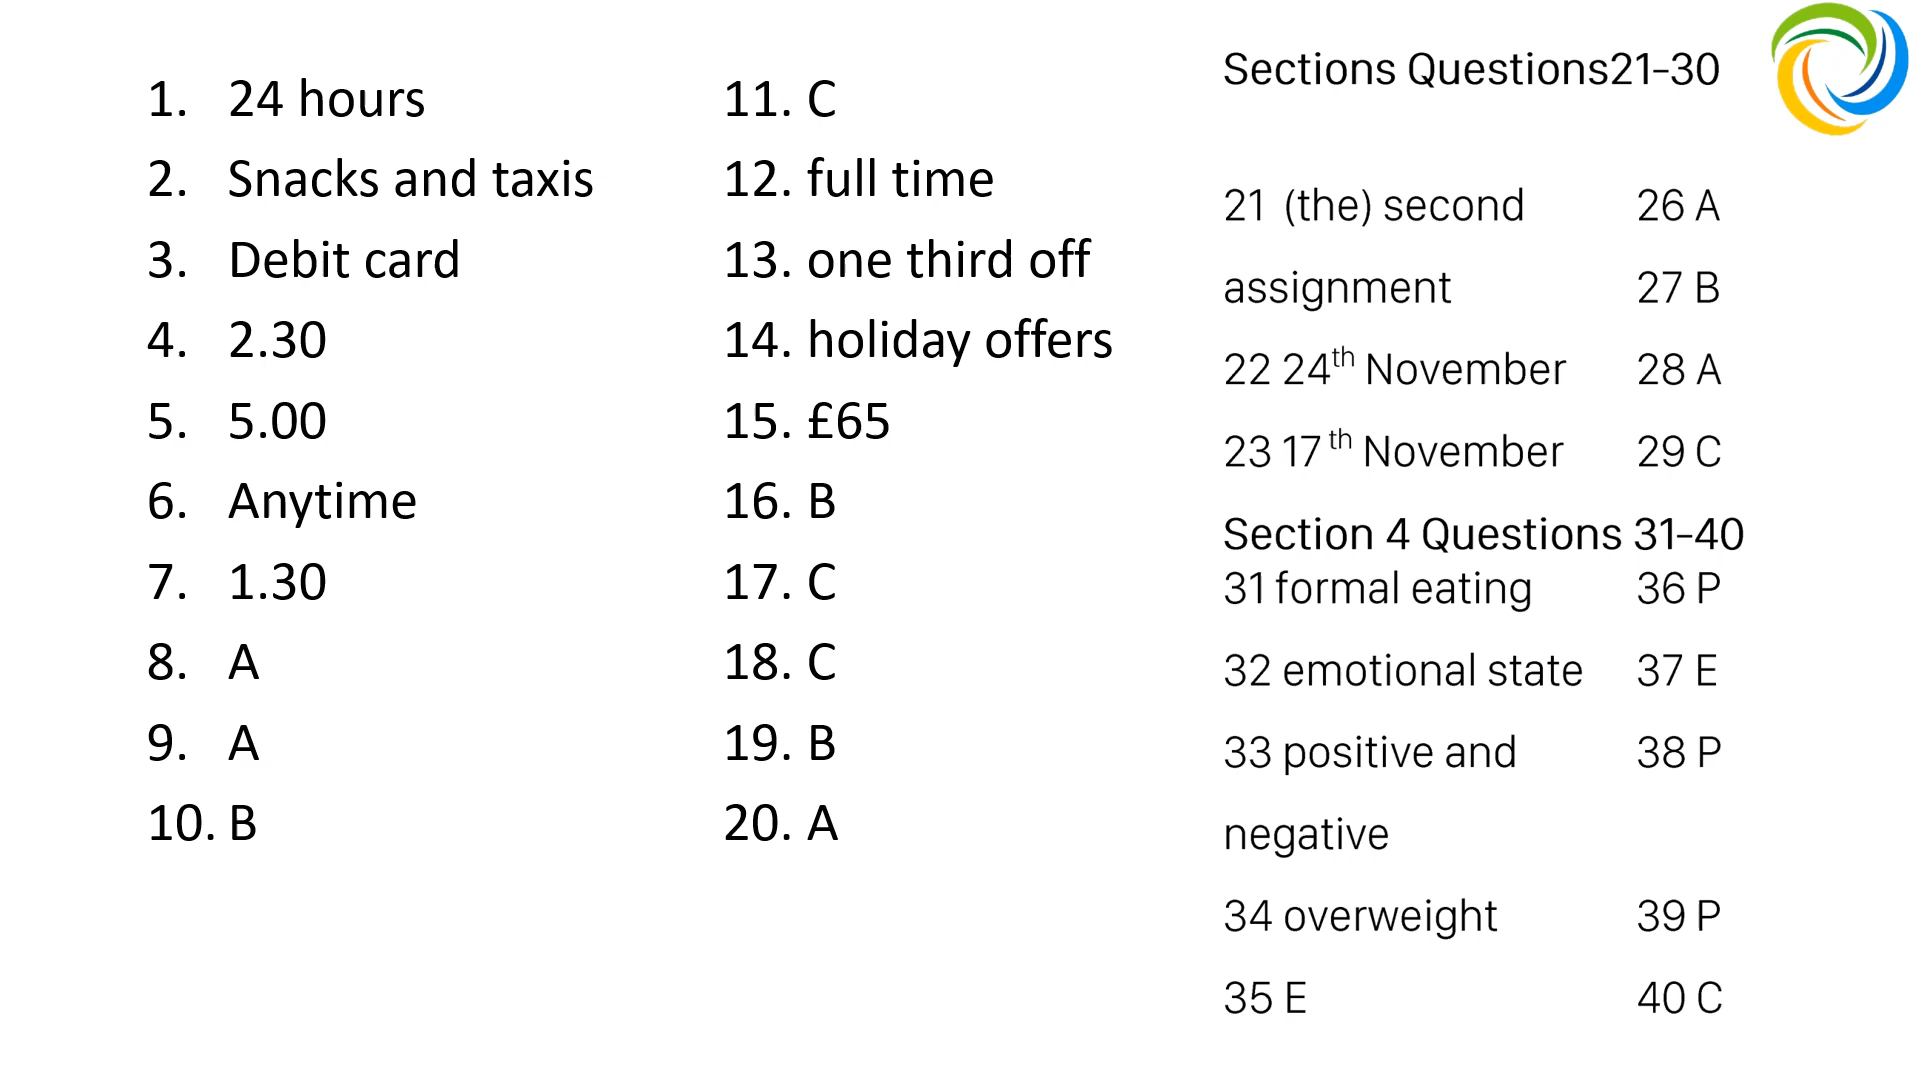 1. 24 hours
2. Snacks and taxis
3. Debit card
4. 2.30
5. 5.00
6. Anytime
7. 1.30
8. A
9. A
10. B
11. C
12. full time
13. one third off
14. holiday offers
15. £65
16. B
17. C
18. C
19. B
20. A
Sections Questions21-30
21 (the) second
assignment
22 24th November
23 17 th November
26 A
27 B
28 A
29 C
Section 4 Questions 31-40
31 formal eating
32 emotional state
33 positive and
negative
34 overweight
35 E
36 P
37 E
38 P
39 P
40 C